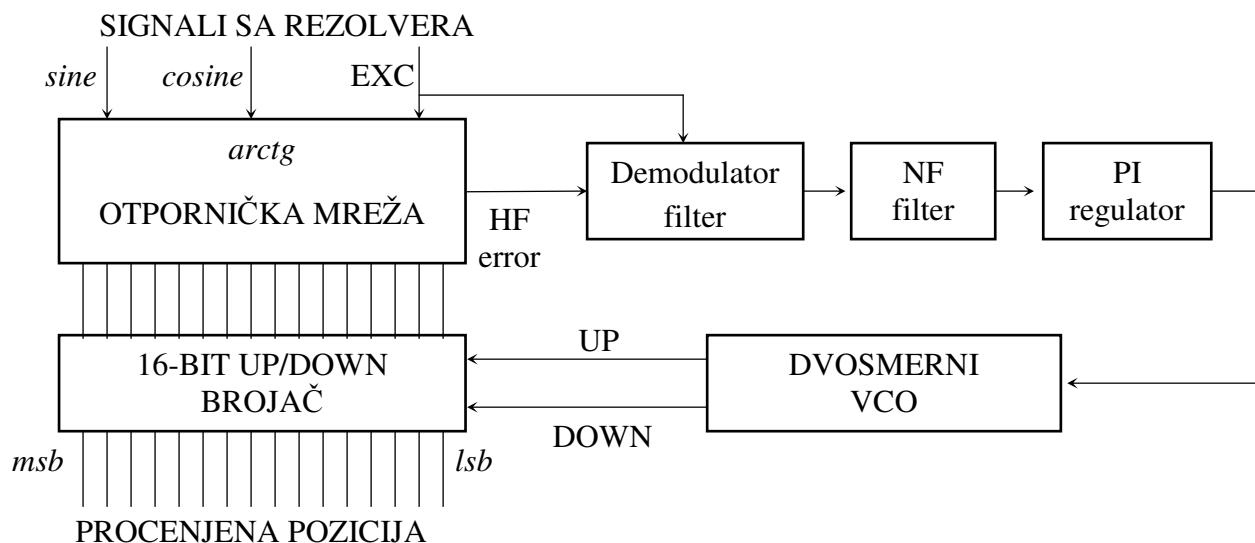 SIGNALI SA REZOLVERA
sine
cosine
EXC
arctg
OTPORNIČKA MREŽA
HF
error
Demodulator
filter
NF
filter
PI
regulator
16-BIT UP/DOWN
BROJAČ
UP
DOWN
DVOSMERNI
VCO
msb
lsb
PROCENJENA POZICIJA